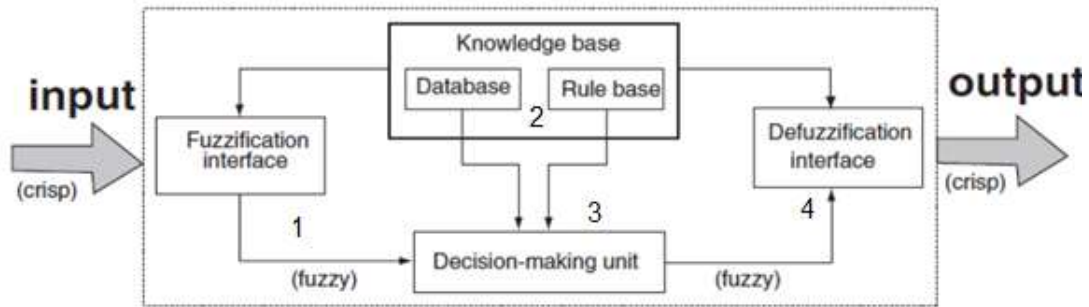 Knowledge base
Database
Rule base
2
input
(crisp)
Fuzzification
interface
1
(fuzzy)
3
Decision-making unit
(fuzzy)
4
Defuzzification
interface
output
(crisp)